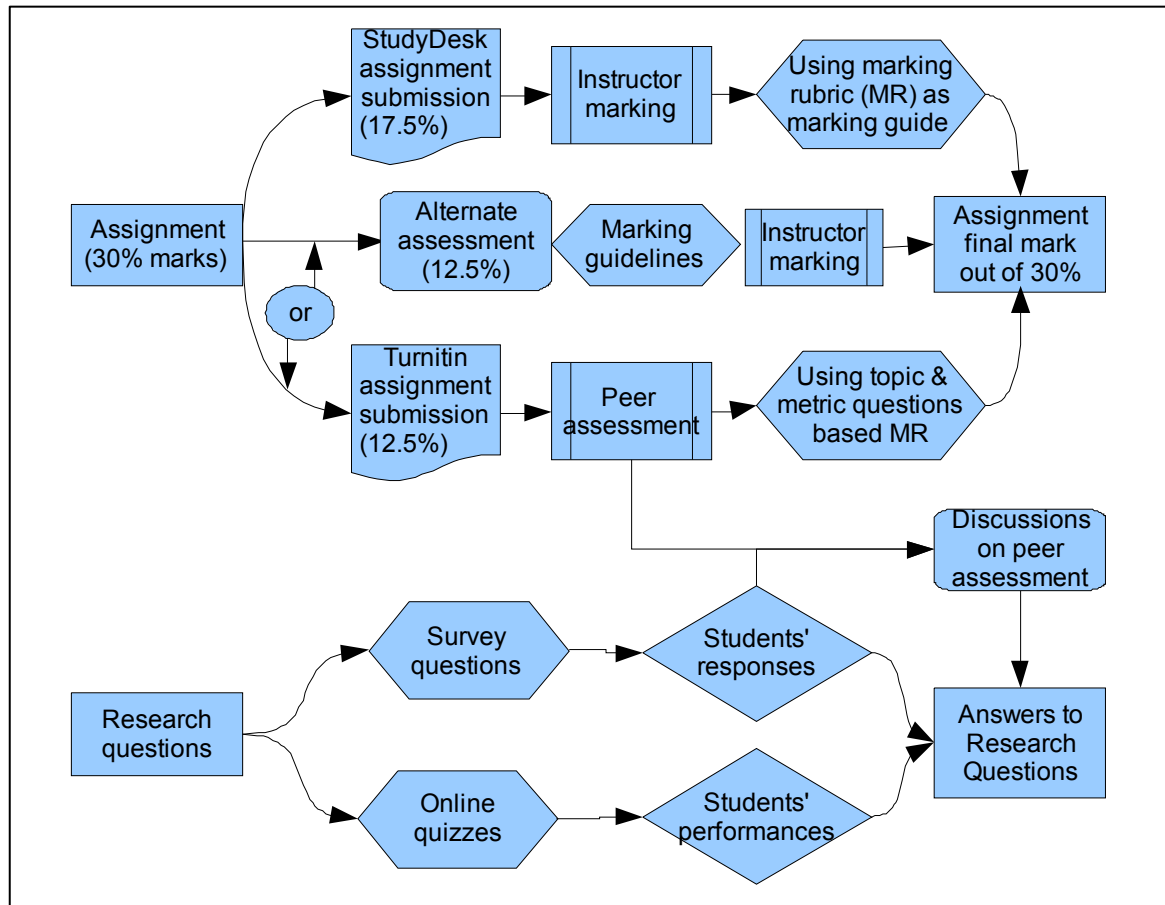 StudyDesk
assignment
submission
(17.5%)
Instructor
marking
Using marking
rubric (MR) as
marking guide
Assignment
(30% marks)
Alternate
assessment
(12.5%)
Marking
guidelines
Instructor
marking
Assignment
final mark
out of 30%
or
Turnitin
assignment
submission
(12.5%)
Peer
assessment
Using topic &
metric questions
based MR
Discussions
on peer
assessment
Survey
questions
Students'
responses
Research
questions
Answers to
Research
Questions
Online
quizzes
Students'
performances